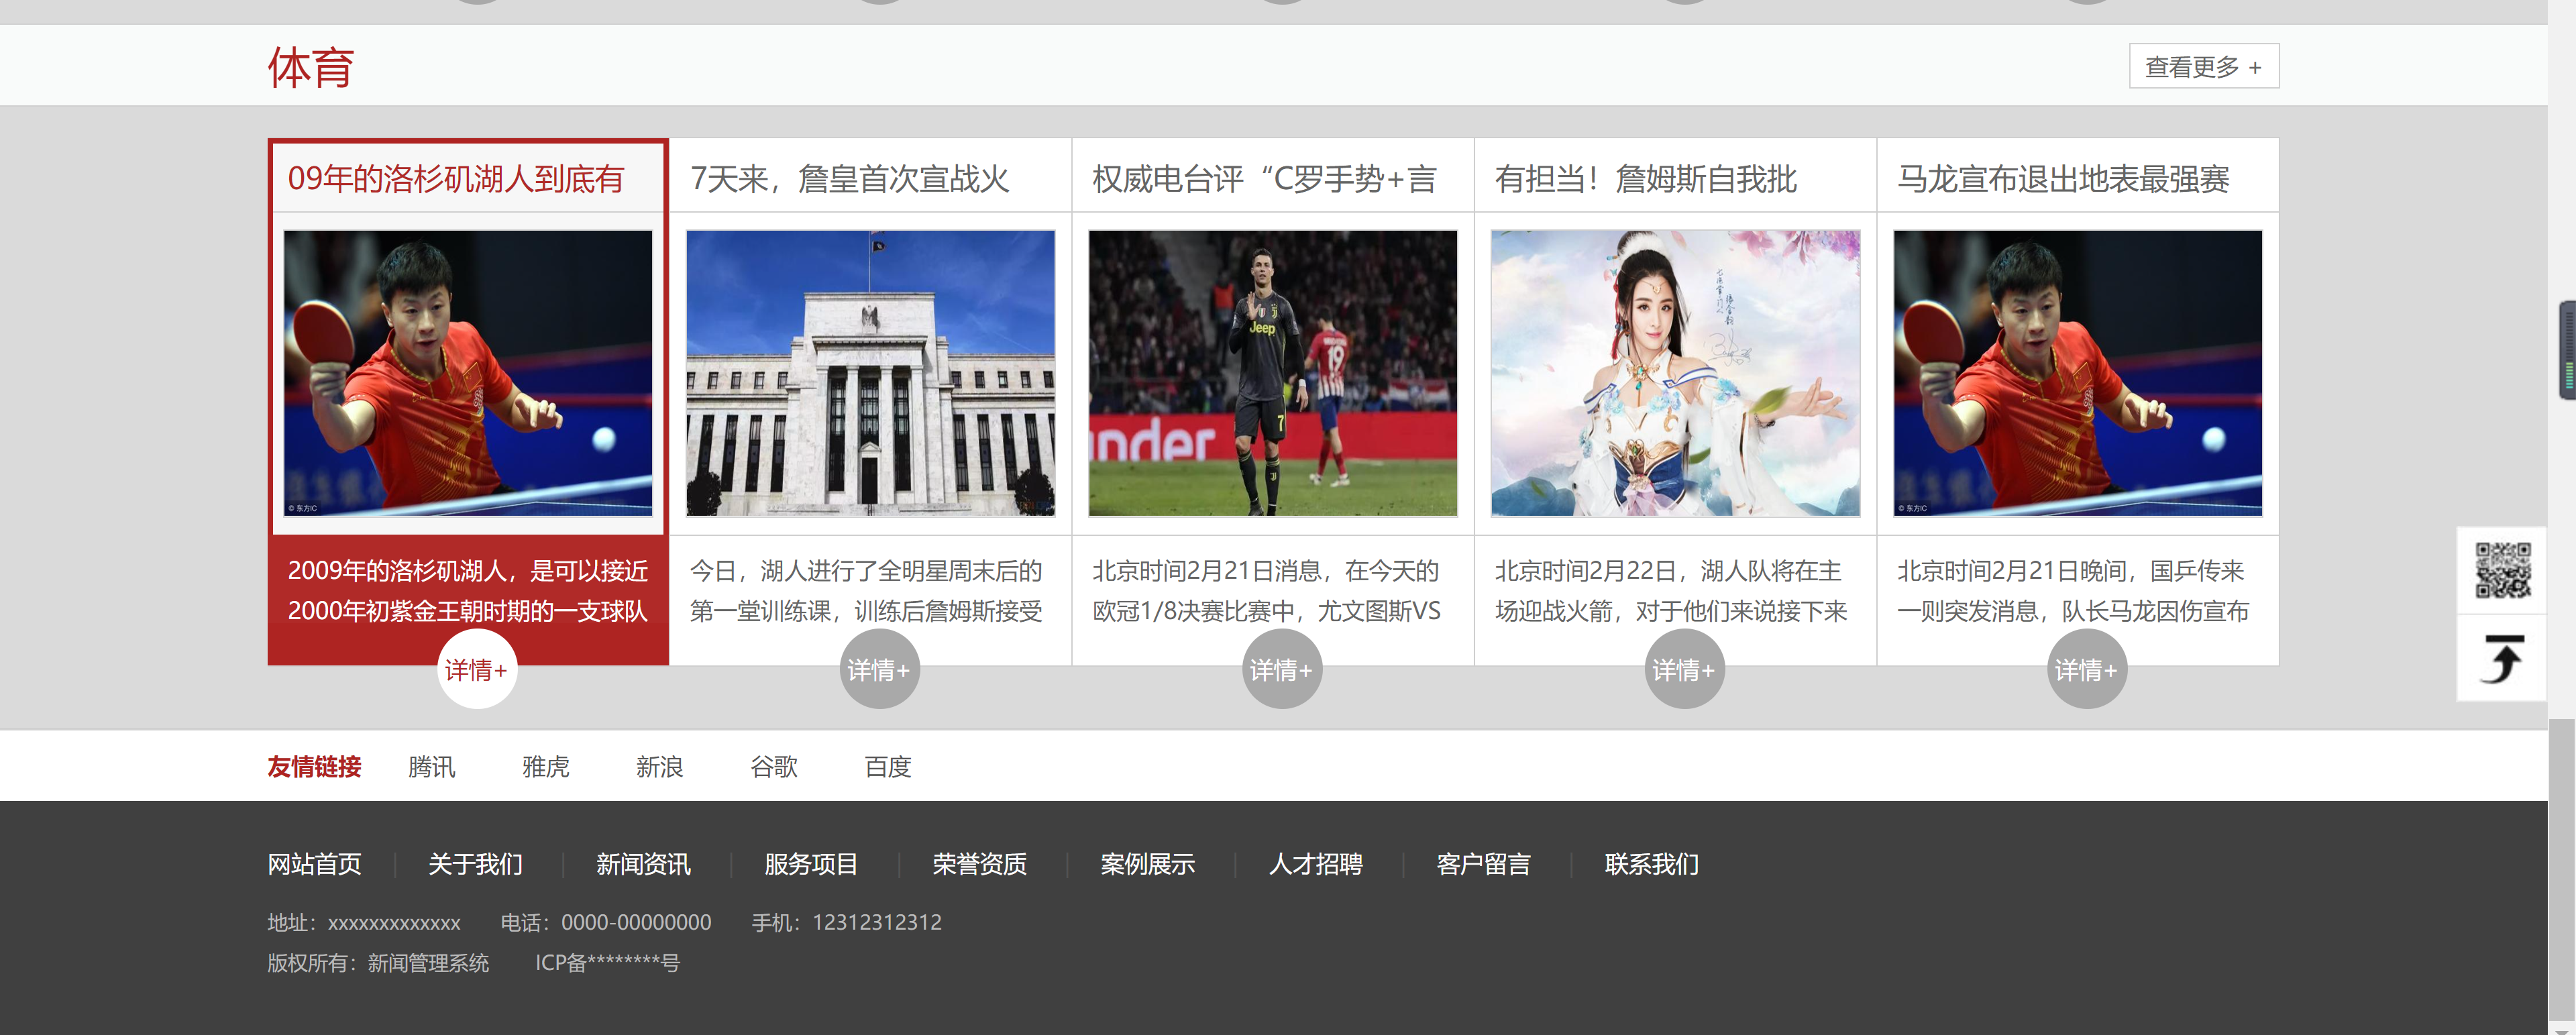 体育
查看更多 +
09年的洛杉矶湖人到底有
7天来，詹皇首次宣战火
权威电台评“C罗手势+言
有担当！詹姆斯自我批
马龙宣布退出地表最强赛
© 东方IC
Jeep
7
19
nder
© 东方IC
2009年的洛杉矶湖人，是可以接近
2000年初紫金王朝时期的一支球队
今日，湖人进行了全明星周末后的
第一堂训练课，训练后詹姆斯接受
北京时间2月21日消息，在今天的
欧冠1/8决赛比赛中，尤文图斯VS
北京时间2月22日，湖人队将在主
场迎战火箭，对于他们来说接下来
北京时间2月21日晚间，国乒传来
一则突发消息，队长马龙因伤宣布
详情+
详情+
详情+
详情+
详情+
友情链接 腾讯 雅虎 新浪 谷歌 百度
网站首页 关于我们 新闻资讯 服务项目 荣誉资质 案例展示 人才招聘 客户留言 联系我们
地址：xxxxxxxxxxxxx 电话：0000-00000000 手机：12312312312
版权所有：新闻管理系统 ICP备********号